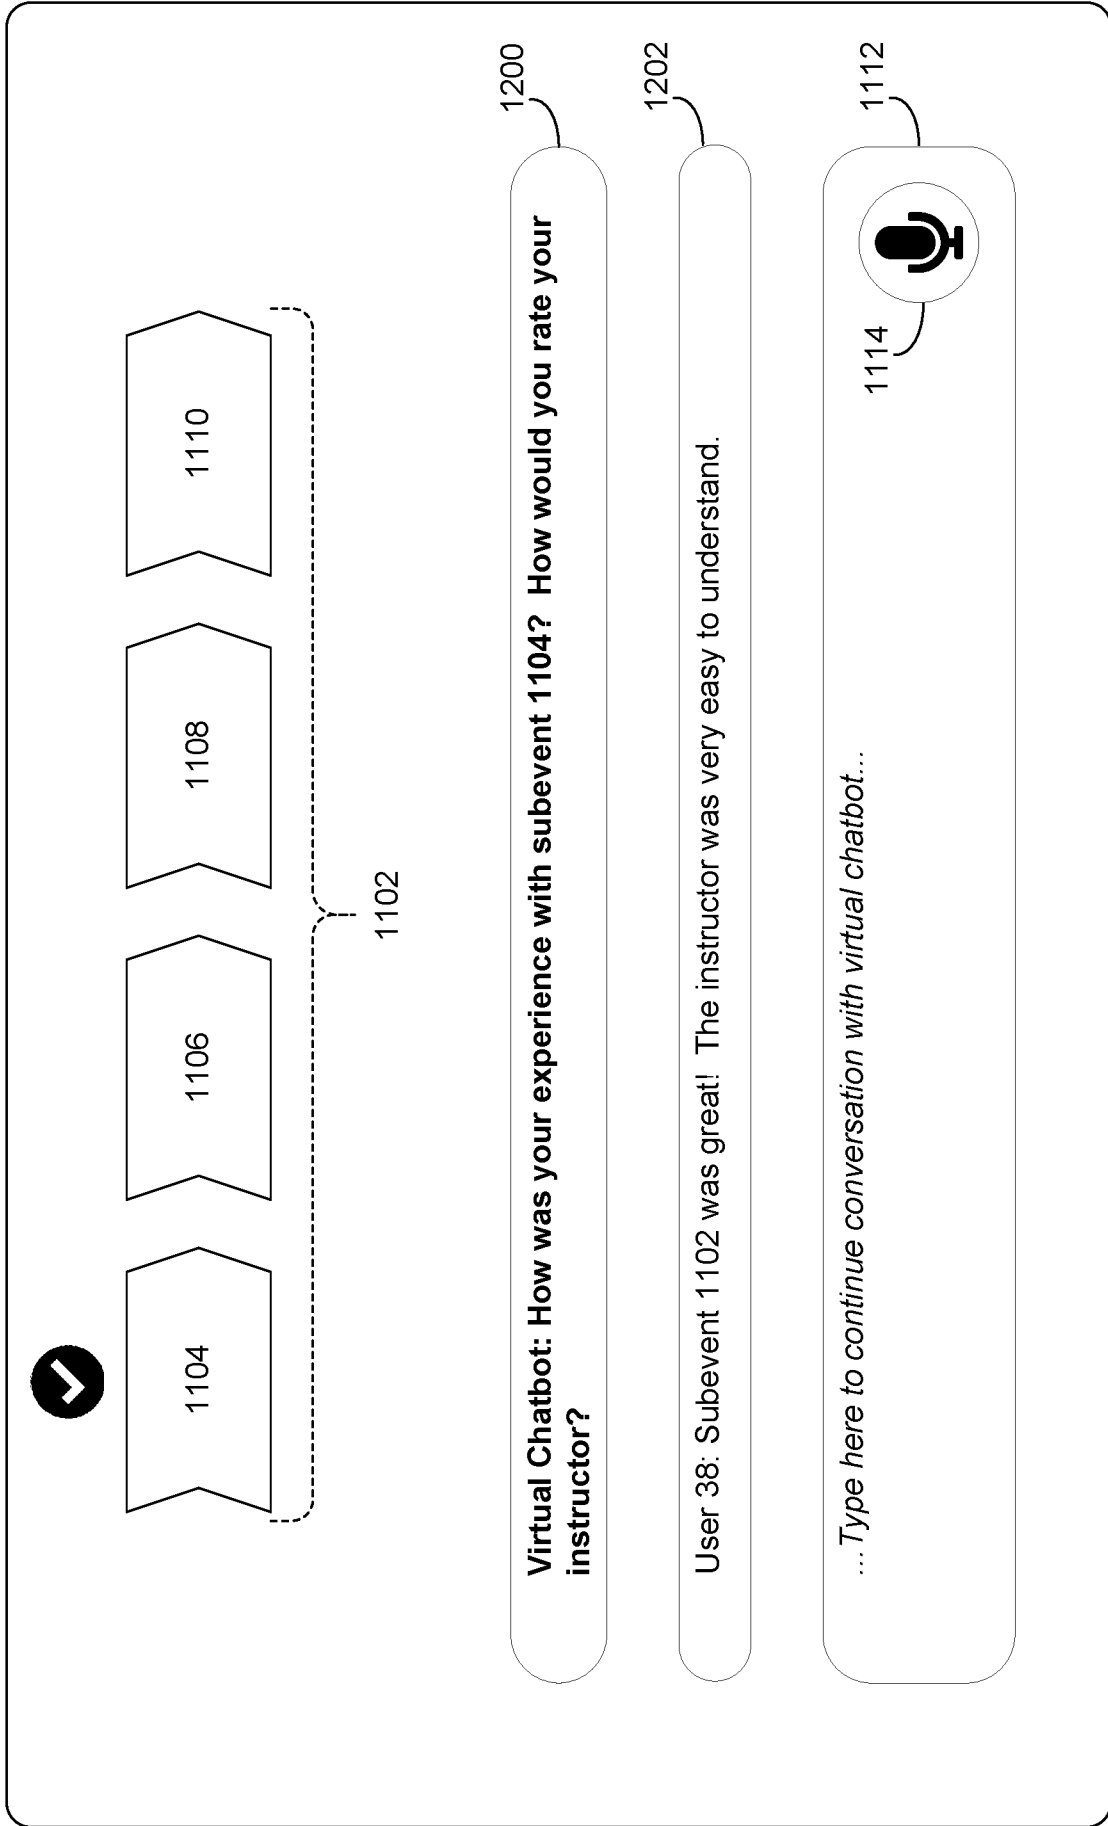 1104
1106
1108
1110
1102
1200
Virtual Chatbot: How was your experience with subevent 1104?  How would you rate your
instructor?
1202
User 38: Subevent 1102 was great!  The instructor was very easy to understand.
1112
...Type here to continue conversation with virtual chatbot...
1114